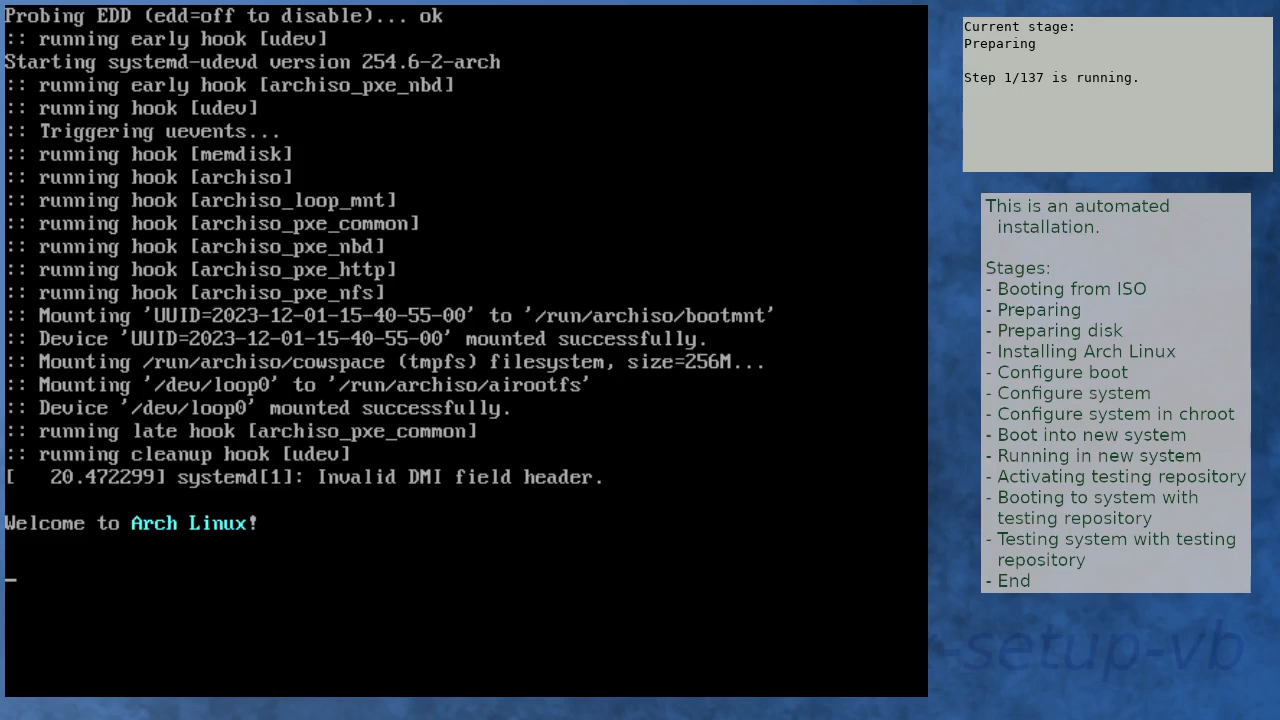 Probing EDD (edd=off to disable)... ok
:: running early hook [udev]
Starting systemd-udevd version 254.6-2-arch
:: running early hook [archiso_pxe_nbd]
:: running hook [udev]
:: Triggering uevents...
:: running hook [memdisk]
:: running hook [archiso]
:: running hook [archiso_loop_mnt]
:: running hook [archiso_pxe_common]
:: running hook [archiso_pxe_nbd]
:: running hook [archiso_pxe_http]
:: running hook [archiso_pxe_nfs]
:: Mounting 'UUID=2023-12-01-15-40-55-00' to '/run/archiso/bootmnt'
:: Device 'UUID=2023-12-01-15-40-55-00' mounted successfully.
:: Mounting /run/archiso/cowspace (tmpfs) filesystem, size=256M...
:: Mounting '/dev/loop0' to '/run/archiso/airootfs'
:: Device '/dev/loop0' mounted successfully.
:: running late hook [archiso_pxe_common]
:: running cleanup hook [udev]
[   20.472299] systemd[1]: Invalid DMI field header.
Welcome to Arch Linux!
Current stage:
Preparing
Step 1/137 is running.
This is an automated
installation.
Stages:
- Booting from ISO
- Preparing
- Preparing disk
- Installing Arch Linux
- Configure boot
- Configure system
- Configure system in chroot
- Boot into new system
- Running in new system
- Activating testing repository
- Booting to system with
testing repository
- Testing system with testing
repository
- End
-setup-vb